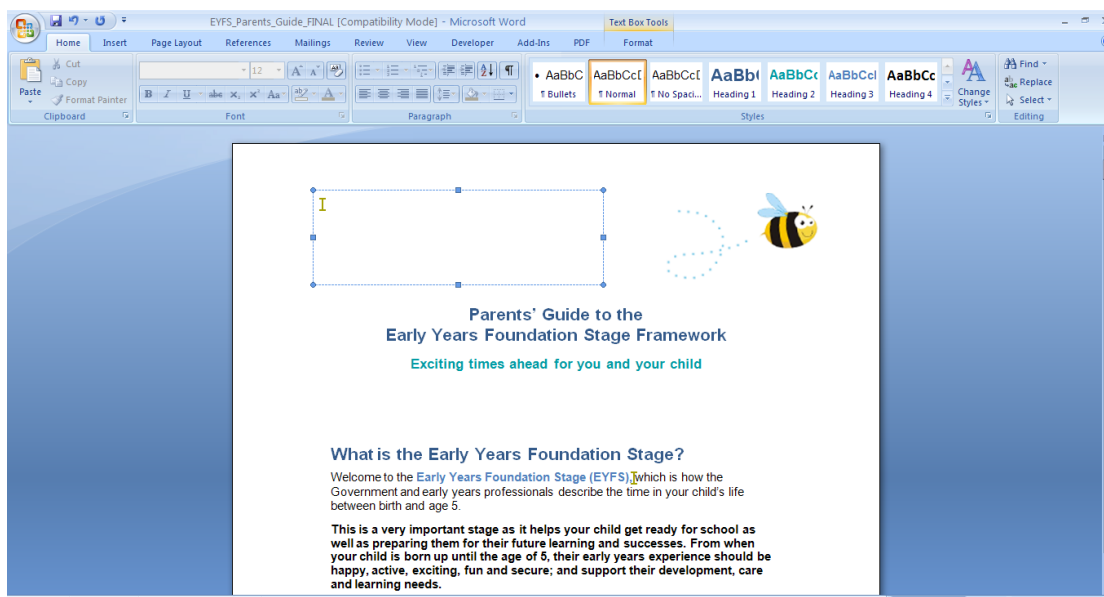 EYFS_Parents_Guide_FINAL [Compatibility Mode] - Microsoft Word
Text Box Tools
Home Insert Page Layout References Mailings Review View Developer Add-Ins PDF Format
Paste
Cut
Copy
Format Painter
Clipboard
12
A A
B I U abc X, X² Aa ab A
Font
Paragraph
AaBbC AaBbCcD AaBbCcD AaBb AaBbCc AaBbCcI AaBbCc
Bullets ¶ Normal ¶ No Spaci... Heading 1 Heading 2 Heading 3 Heading 4
Change Styles
Styles
Find
Replace
Select
Editing
Parents' Guide to the
Early Years Foundation Stage Framework
Exciting times ahead for you and your child
What is the Early Years Foundation Stage?
Welcome to the Early Years Foundation Stage (EYFS), which is how the
Government and early years professionals describe the time in your child's life
between birth and age 5.
This is a very important stage as it helps your child get ready for school as
well as preparing them for their future learning and successes. From when
your child is born up until the age of 5, their early years experience should be
happy, active, exciting, fun and secure; and support their development, care
and learning needs.